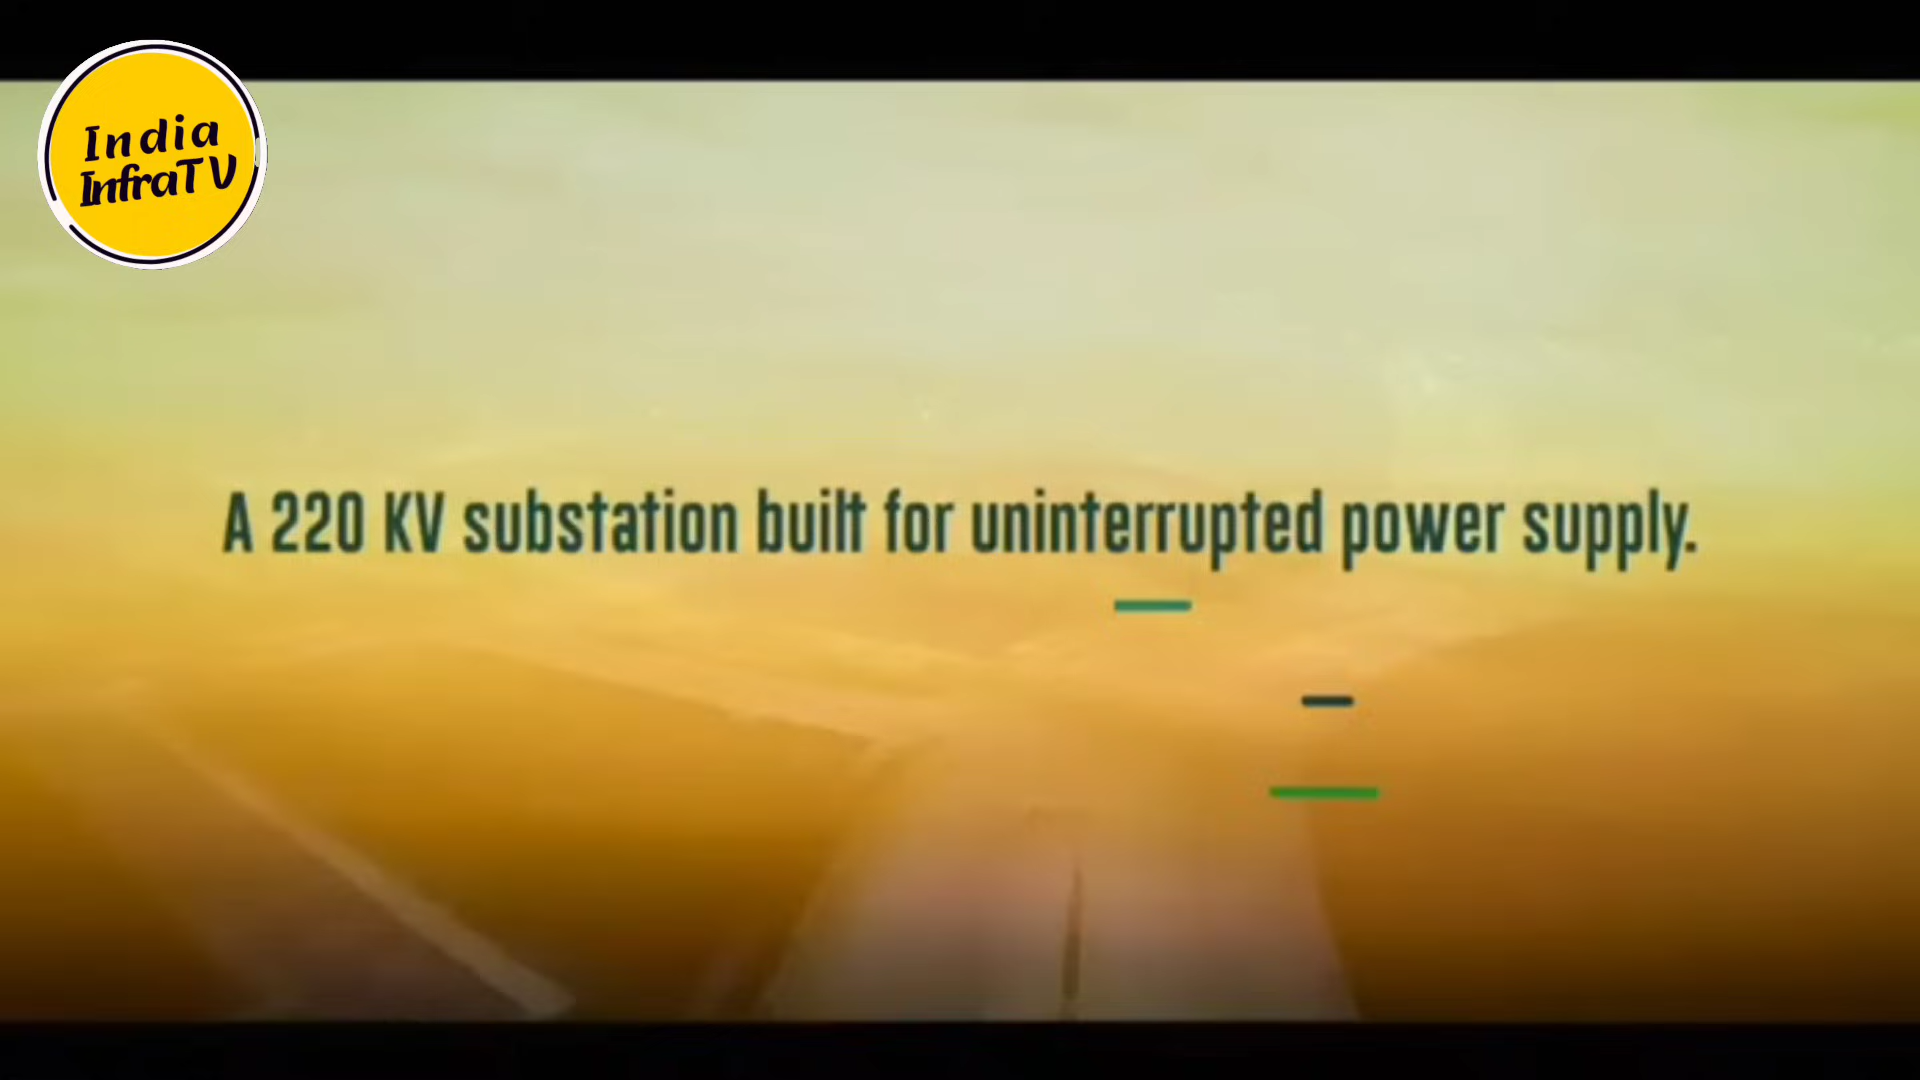 India
InfraTV
A 220 KV substation built for uninterrupted power supply.